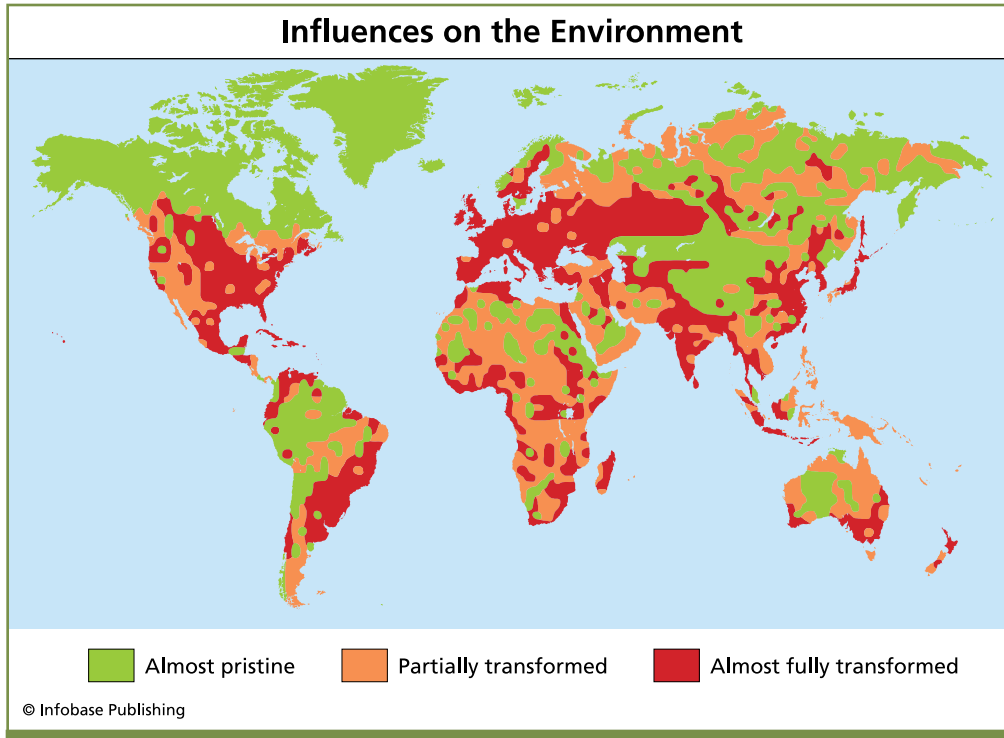 Influences on the Environment
Almost pristine
Partially transformed
Almost fully transformed
© Infobase Publishing